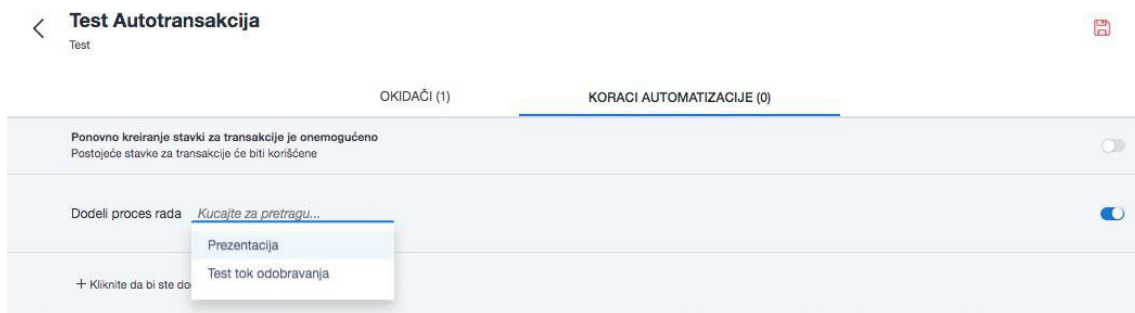 Test Autotransakcija
Test
OKIDAČI (1)
KORACI AUTOMATIZACIJE (0)
Ponovno kreiranje stavki za transakcije je onemogućeno
Postojeće stavke za transakcije će biti korišćene
Dodeli proces rada
Kucajte za pretragu...
Prezentacija
Test tok odobravanja
+ Kliknite da bi ste